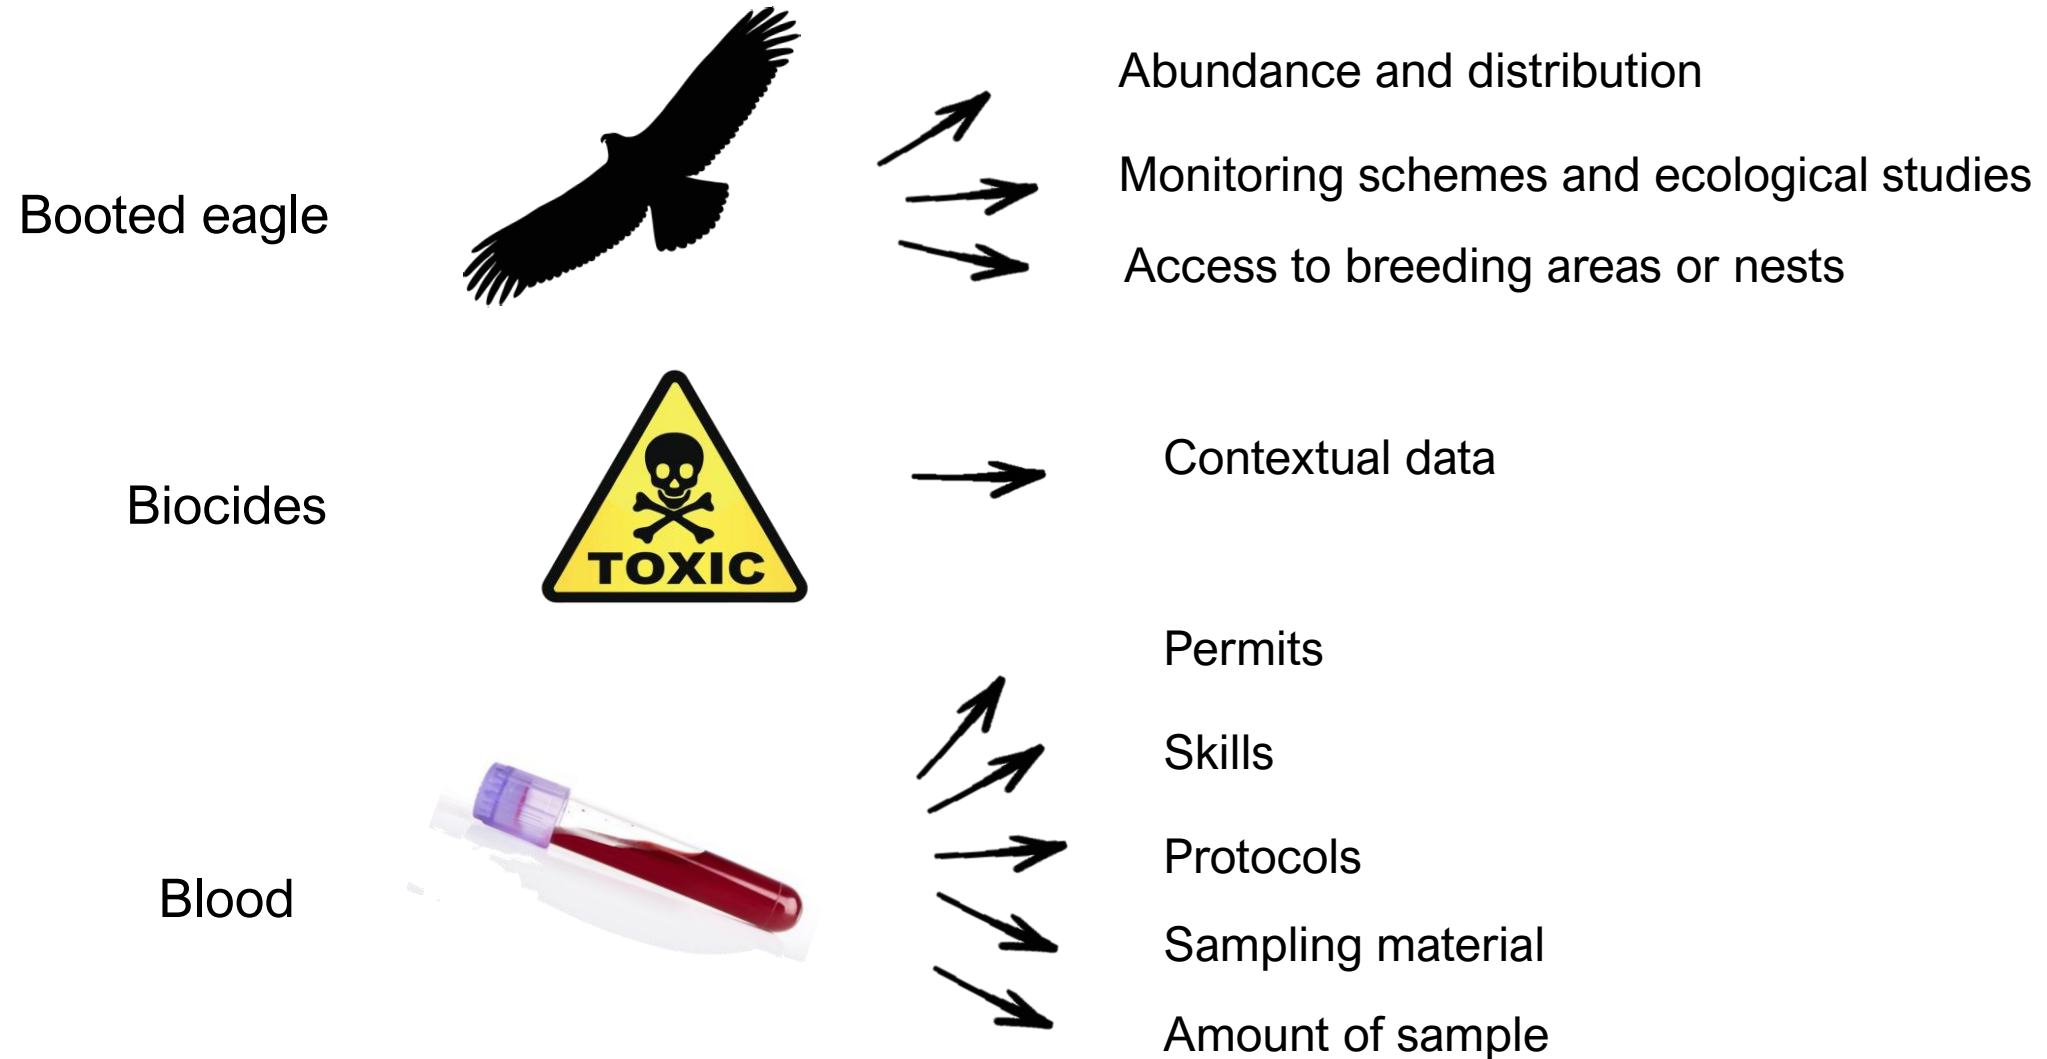 Abundance and distribution
Monitoring schemes and ecological studies
Booted eagle
Access to breeding areas or nests
Contextual data
Biocides
TOXIC
Permits
Skills
Protocols
Blood
Sampling material
Amount of sample